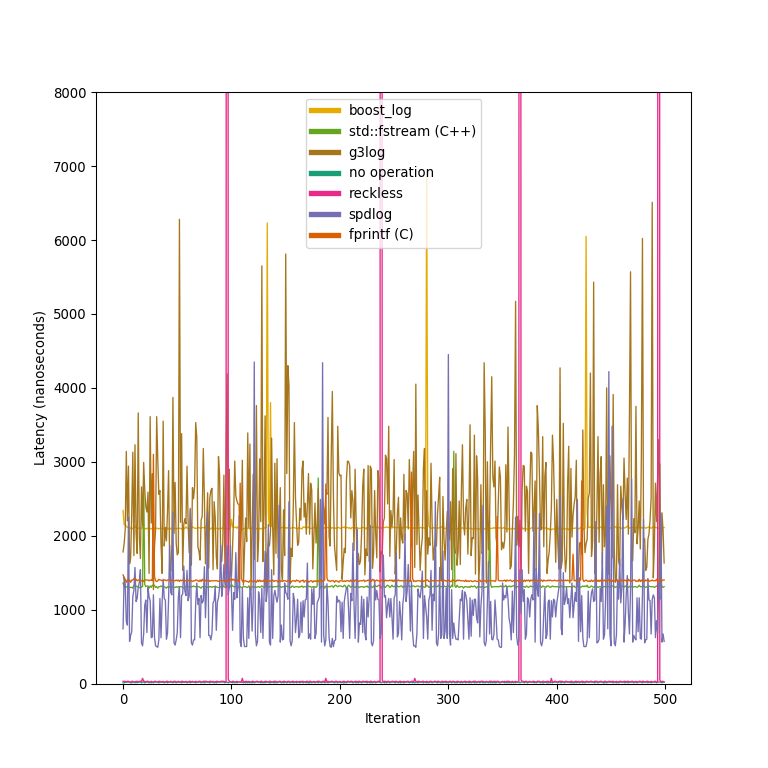 8000
7000
6000
5000
4000
3000
2000
1000
0
Latency (nanoseconds)
boost_log
std::fstream (C++)
g3log
no operation
reckless
spdlog
fprintf (C)
0 100 200 300 400 500
Iteration